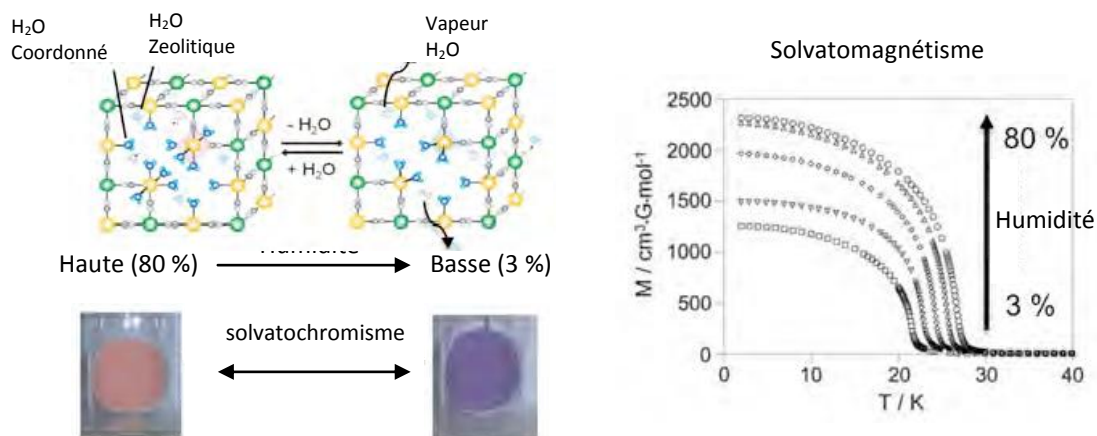 H₂O
Coordonné
H₂O
Zeolitique
Vapeur
H₂O
- H₂O
+ H₂O
Haute (80 %)
Humidité
Basse (3 %)
solvatochromisme
Solvatomagnétisme
M / cm³·G·mol⁻¹
2500
2000
1500
1000
500
0
80 %
Humidité
3 %
0
10
20
30
40
T / K